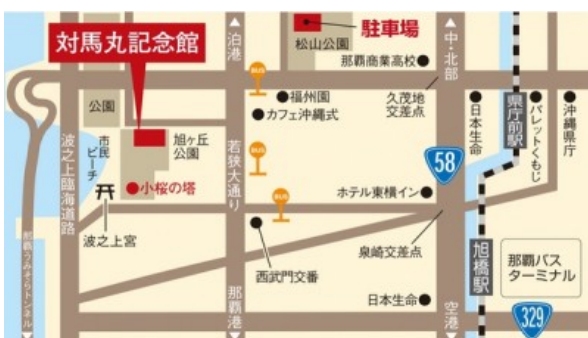 対馬丸記念館
公園
市民
ビーチ
旭ヶ丘
公園
小桜の塔
波之上宮
波之上臨海道路
那覇うみそらトンネル
泊港
若狭大通り
那覇港
BUS
BUS
BUS
松山公園
駐車場
那覇商業高校
福州園
カフェ沖縄式
久茂地
交差点
中・北部
58
ホテル東横イン
泉崎交差点
西武門交番
日本生命
空港
日本生命
県庁前駅
パレットくもじ
沖縄県庁
旭橋駅
那覇バス
ターミナル
329